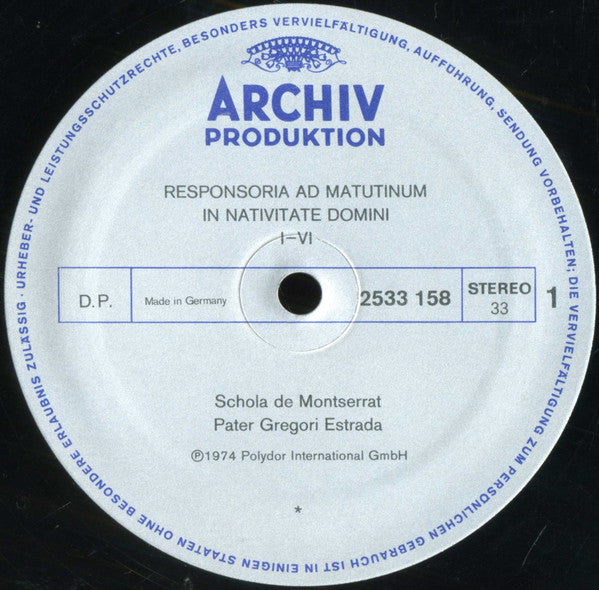 URHEBER- UND LEISTUNGSSCHUTZRECHTE, BESONDERS VERVIELFÄLTIGUNG, AUFFÜHRUNG, SENDUNG VORBEHALTEN; DIE VERVIELFÄLTIGUNG ZUM PERSÖNLICHEN GEBRAUCH IST IN EINIGEN STAATEN OHNE BESONDERE ERLAUBNIS ZULÄSSIG ·
ARCHIV
PRODUKTION
RESPONSORIA AD MATUTINUM
IN NATIVITATE DOMINI
I–VI
D.P. Made in Germany 2533 158 STEREO 33 1
Schola de Montserrat
Pater Gregori Estrada
Ⓟ1974 Polydor International GmbH
*